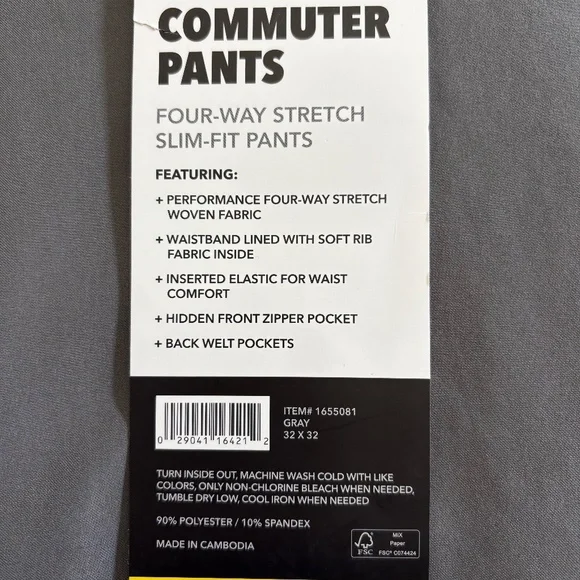 COMMUTER
PANTS
FOUR-WAY STRETCH
SLIM-FIT PANTS
FEATURING:
+ PERFORMANCE FOUR-WAY STRETCH
WOVEN FABRIC
+ WAISTBAND LINED WITH SOFT RIB
FABRIC INSIDE
+ INSERTED ELASTIC FOR WAIST
COMFORT
+ HIDDEN FRONT ZIPPER POCKET
+ BACK WELT POCKETS
0 29041 16421 2
ITEM# 1655081
GRAY
32 X 32
TURN INSIDE OUT, MACHINE WASH COLD WITH LIKE
COLORS, ONLY NON-CHLORINE BLEACH WHEN NEEDED,
TUMBLE DRY LOW, COOL IRON WHEN NEEDED
90% POLYESTER / 10% SPANDEX
MADE IN CAMBODIA
FSC
MIX
Paper
FSC® C074424